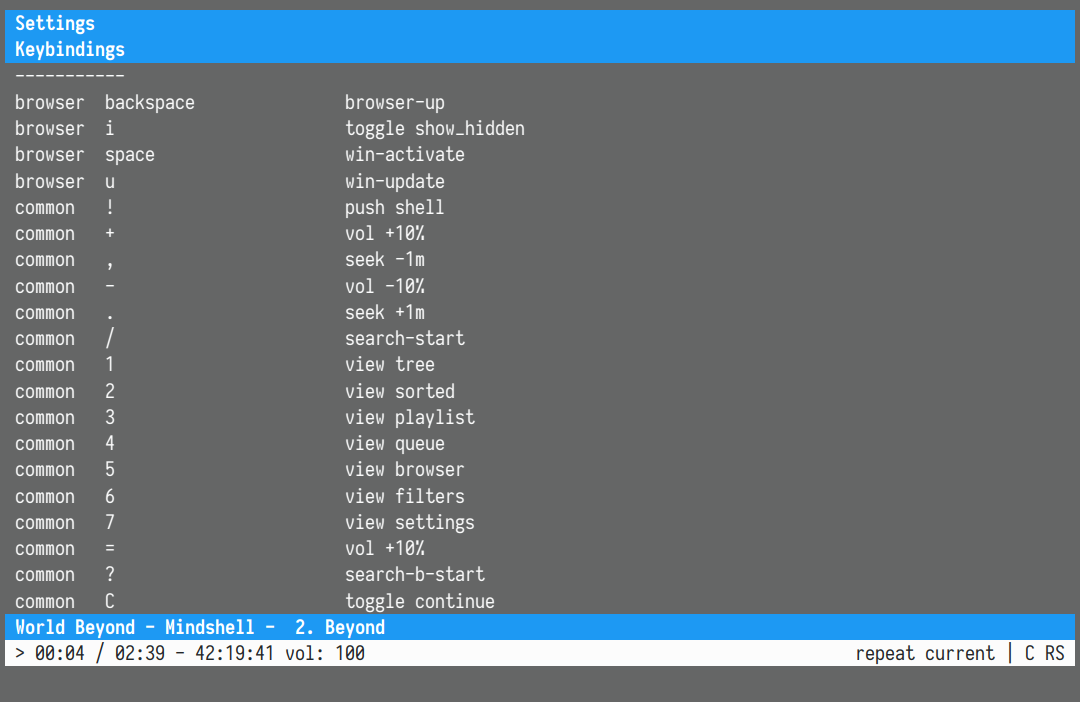 Settings
Keybindings
-----------
browser  backspace               browser-up
browser  i                       toggle show_hidden
browser  space                   win-activate
browser  u                       win-update
common   !                       push shell
common   +                       vol +10%
common   ,                       seek -1m
common   -                       vol -10%
common   .                       seek +1m
common   /                       search-start
common   1                       view tree
common   2                       view sorted
common   3                       view playlist
common   4                       view queue
common   5                       view browser
common   6                       view filters
common   7                       view settings
common   =                       vol +10%
common   ?                       search-b-start
common   C                       toggle continue
World Beyond - Mindshell -  2. Beyond
> 00:04 / 02:39 - 42:19:41 vol: 100 repeat current | C RS